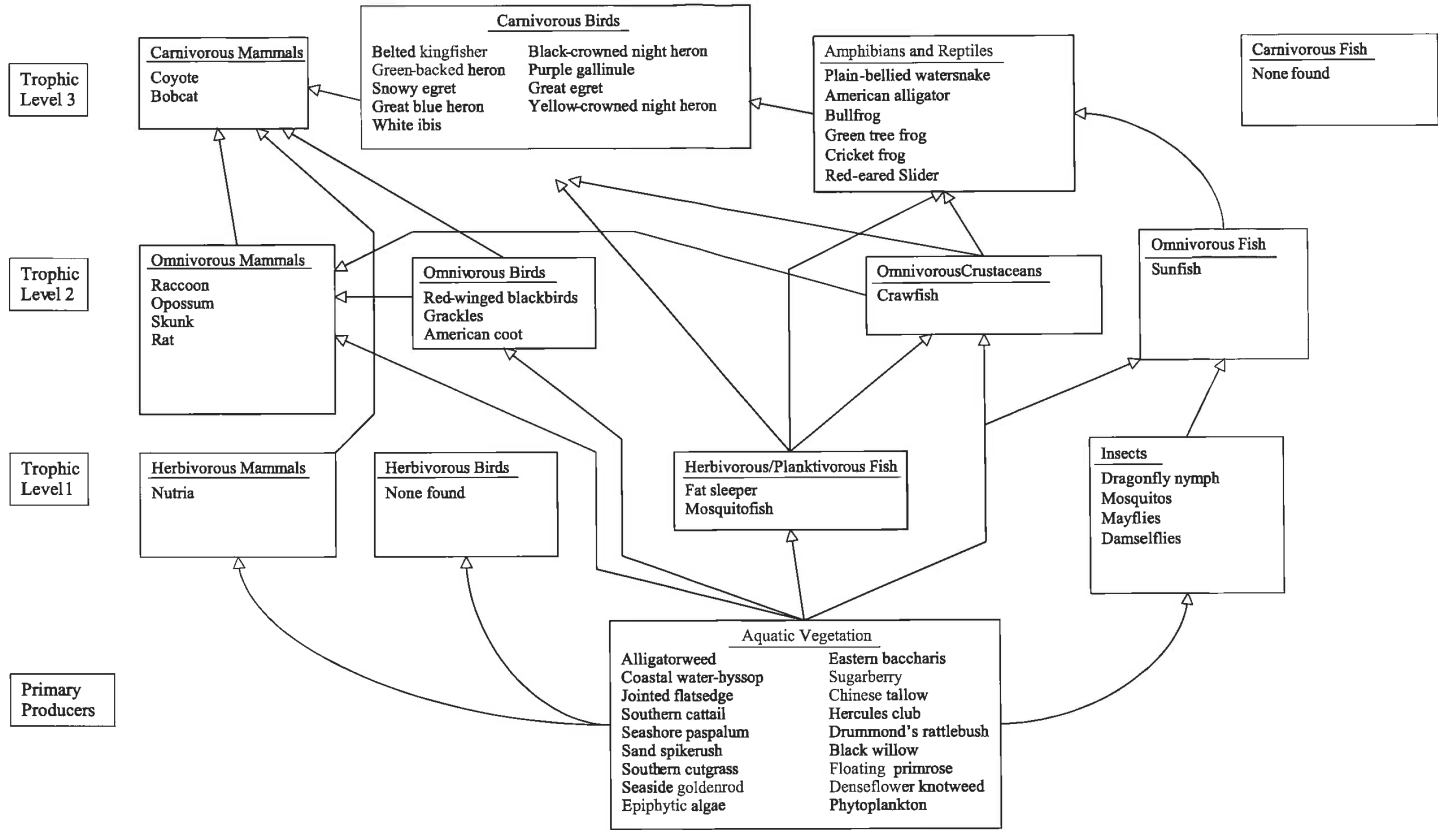 Carnivorous Birds
Belted kingfisher
Green-backed heron
Snowy egret
Great blue heron
White ibis
Black-crowned night heron
Purple gallinule
Great egret
Yellow-crowned night heron
Carnivorous Mammals
Coyote
Bobcat
Amphibians and Reptiles
Plain-bellied watersnake
American alligator
Bullfrog
Green tree frog
Cricket frog
Red-eared Slider
Carnivorous Fish
None found
Trophic
Level 3
Omnivorous Mammals
Raccoon
Opossum
Skunk
Rat
Omnivorous Birds
Red-winged blackbirds
Grackles
American coot
OmnivorousCrustaceans
Crawfish
Omnivorous Fish
Sunfish
Trophic
Level 2
Trophic
Level 1
Herbivorous Mammals
Nutria
Herbivorous Birds
None found
Herbivorous/Planktivorous Fish
Fat sleeper
Mosquitofish
Insects
Dragonfly nymph
Mosquitos
Mayflies
Damselflies
Primary
Producers
Aquatic Vegetation
Alligatorweed
Coastal water-hyssop
Jointed flatsedge
Southern cattail
Seashore paspalum
Sand spikerush
Southern cutgrass
Seaside goldenrod
Epiphytic algae
Eastern baccharis
Sugarberry
Chinese tallow
Hercules club
Drummond's rattlebush
Black willow
Floating primrose
Denseflower knotweed
Phytoplankton